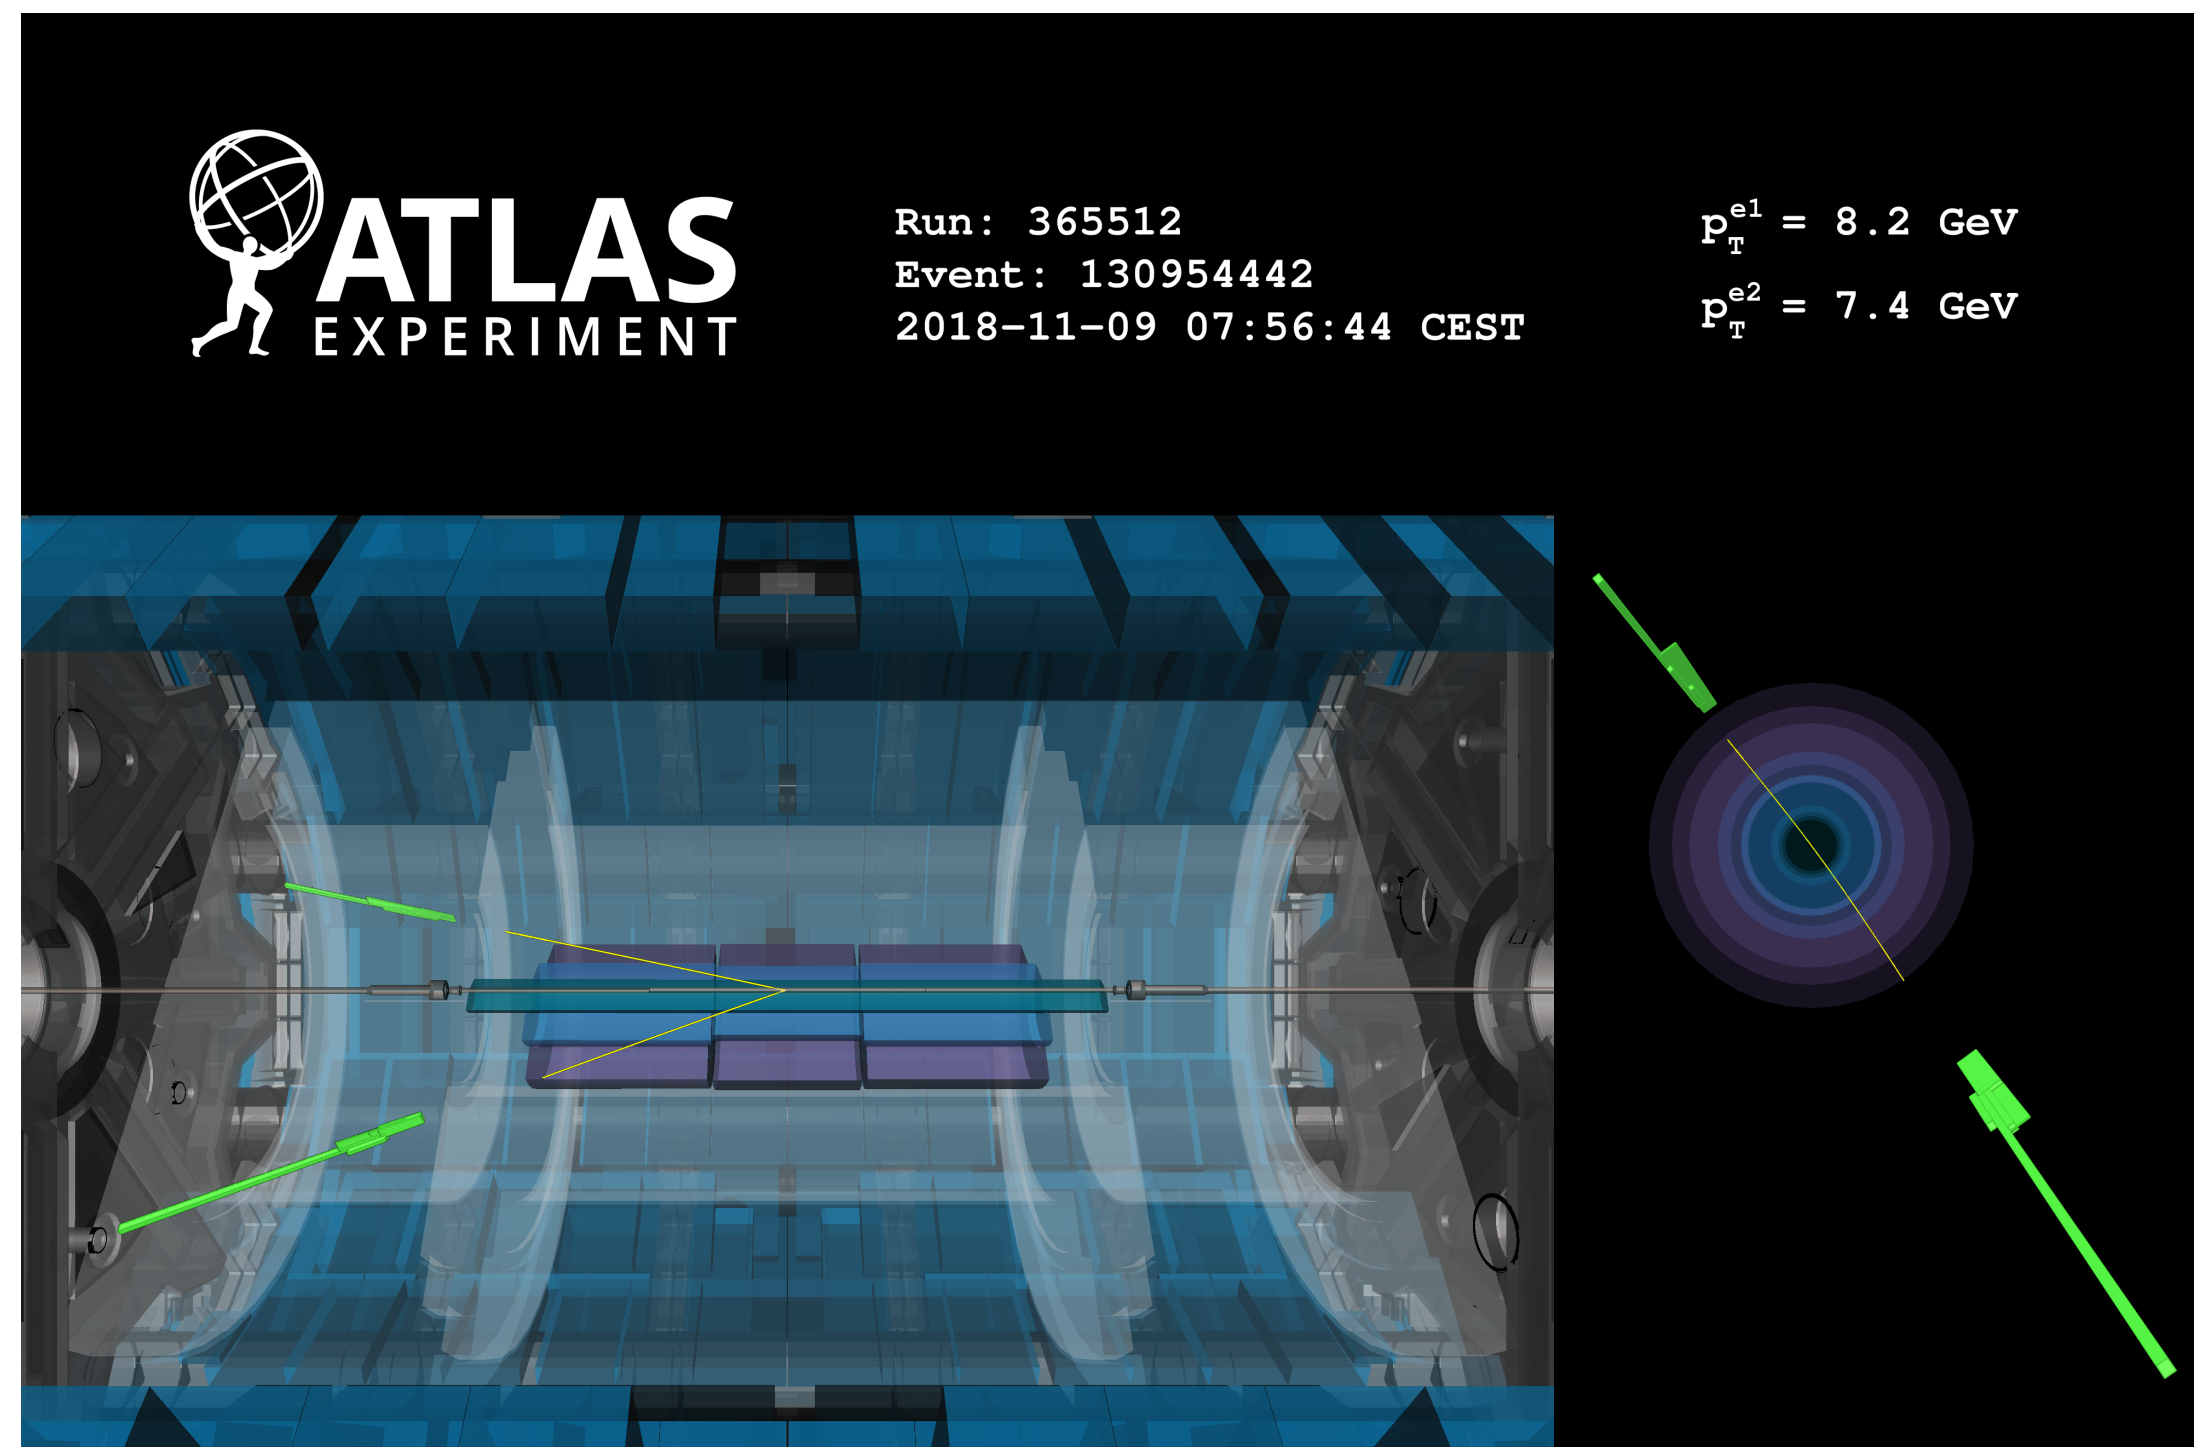 ATLAS
EXPERIMENT
Run: 365512
Event: 130954442
2018-11-09 07:56:44 CEST
p_T^e1 = 8.2 GeV
p_T^e2 = 7.4 GeV